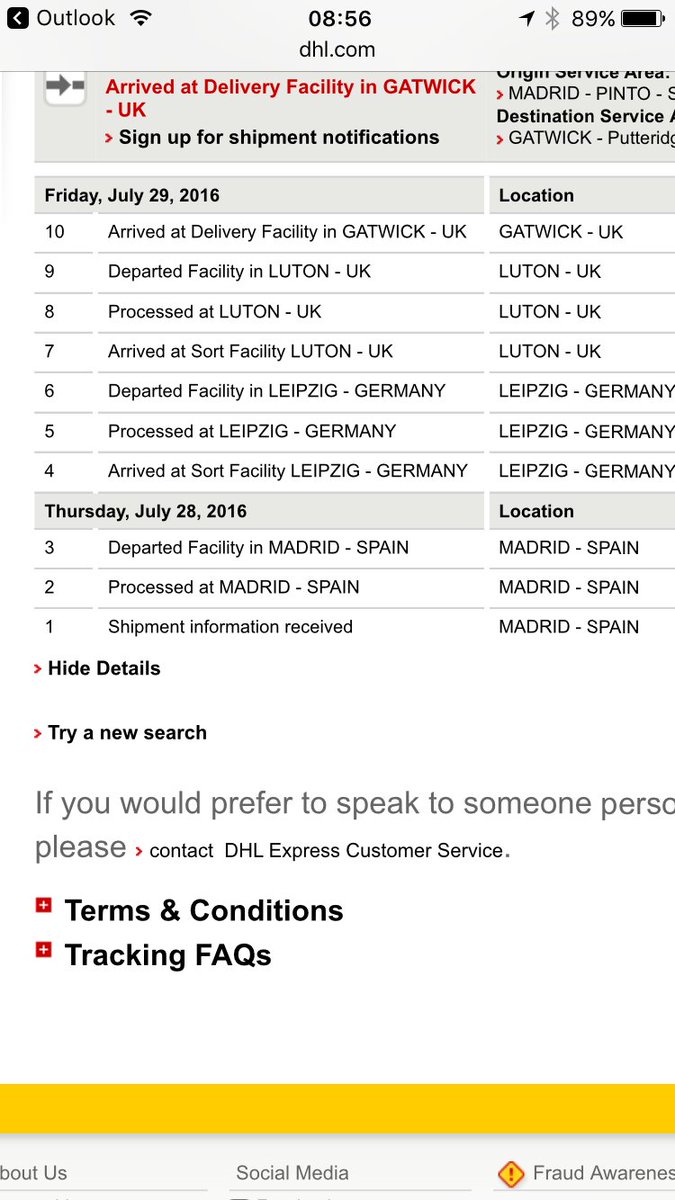 Outlook 08:56 89%
dhl.com
Arrived at Delivery Facility in GATWICK
- UK
Sign up for shipment notifications
Origin Service Area:
MADRID - PINTO - S
Destination Service A
GATWICK - Putteridg
Friday, July 29, 2016 Location
10 Arrived at Delivery Facility in GATWICK - UK GATWICK - UK
9 Departed Facility in LUTON - UK LUTON - UK
8 Processed at LUTON - UK LUTON - UK
7 Arrived at Sort Facility LUTON - UK LUTON - UK
6 Departed Facility in LEIPZIG - GERMANY LEIPZIG - GERMANY
5 Processed at LEIPZIG - GERMANY LEIPZIG - GERMANY
4 Arrived at Sort Facility LEIPZIG - GERMANY LEIPZIG - GERMANY
Thursday, July 28, 2016 Location
3 Departed Facility in MADRID - SPAIN MADRID - SPAIN
2 Processed at MADRID - SPAIN MADRID - SPAIN
1 Shipment information received MADRID - SPAIN
Hide Details
Try a new search
If you would prefer to speak to someone perso
please contact DHL Express Customer Service.
Terms & Conditions
Tracking FAQs
bout Us Social Media Fraud Awarenes